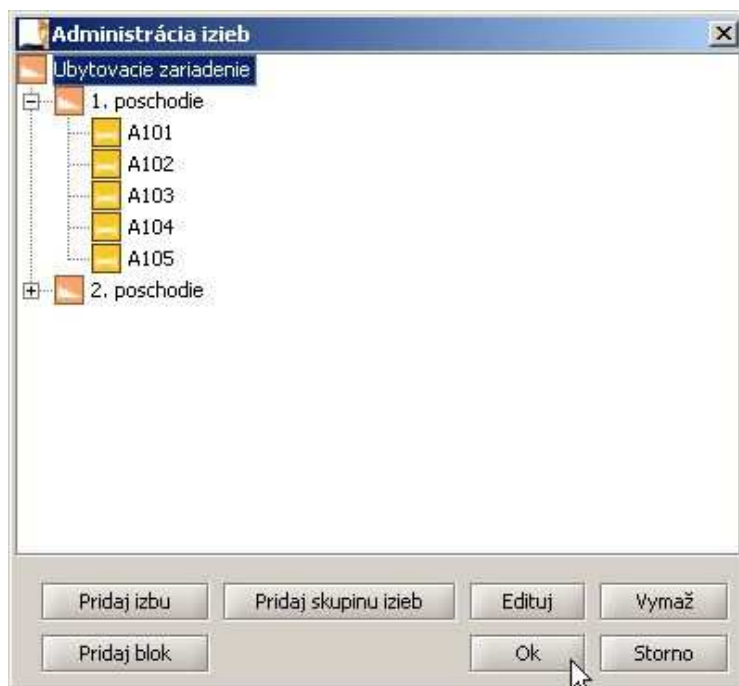 Administrácia izieb
Ubytovacie zariadenie
1. poschodie
A101
A102
A103
A104
A105
2. poschodie
Pridaj izbu
Pridaj skupinu izieb
Edituj
Vymaž
Pridaj blok
Ok
Storno